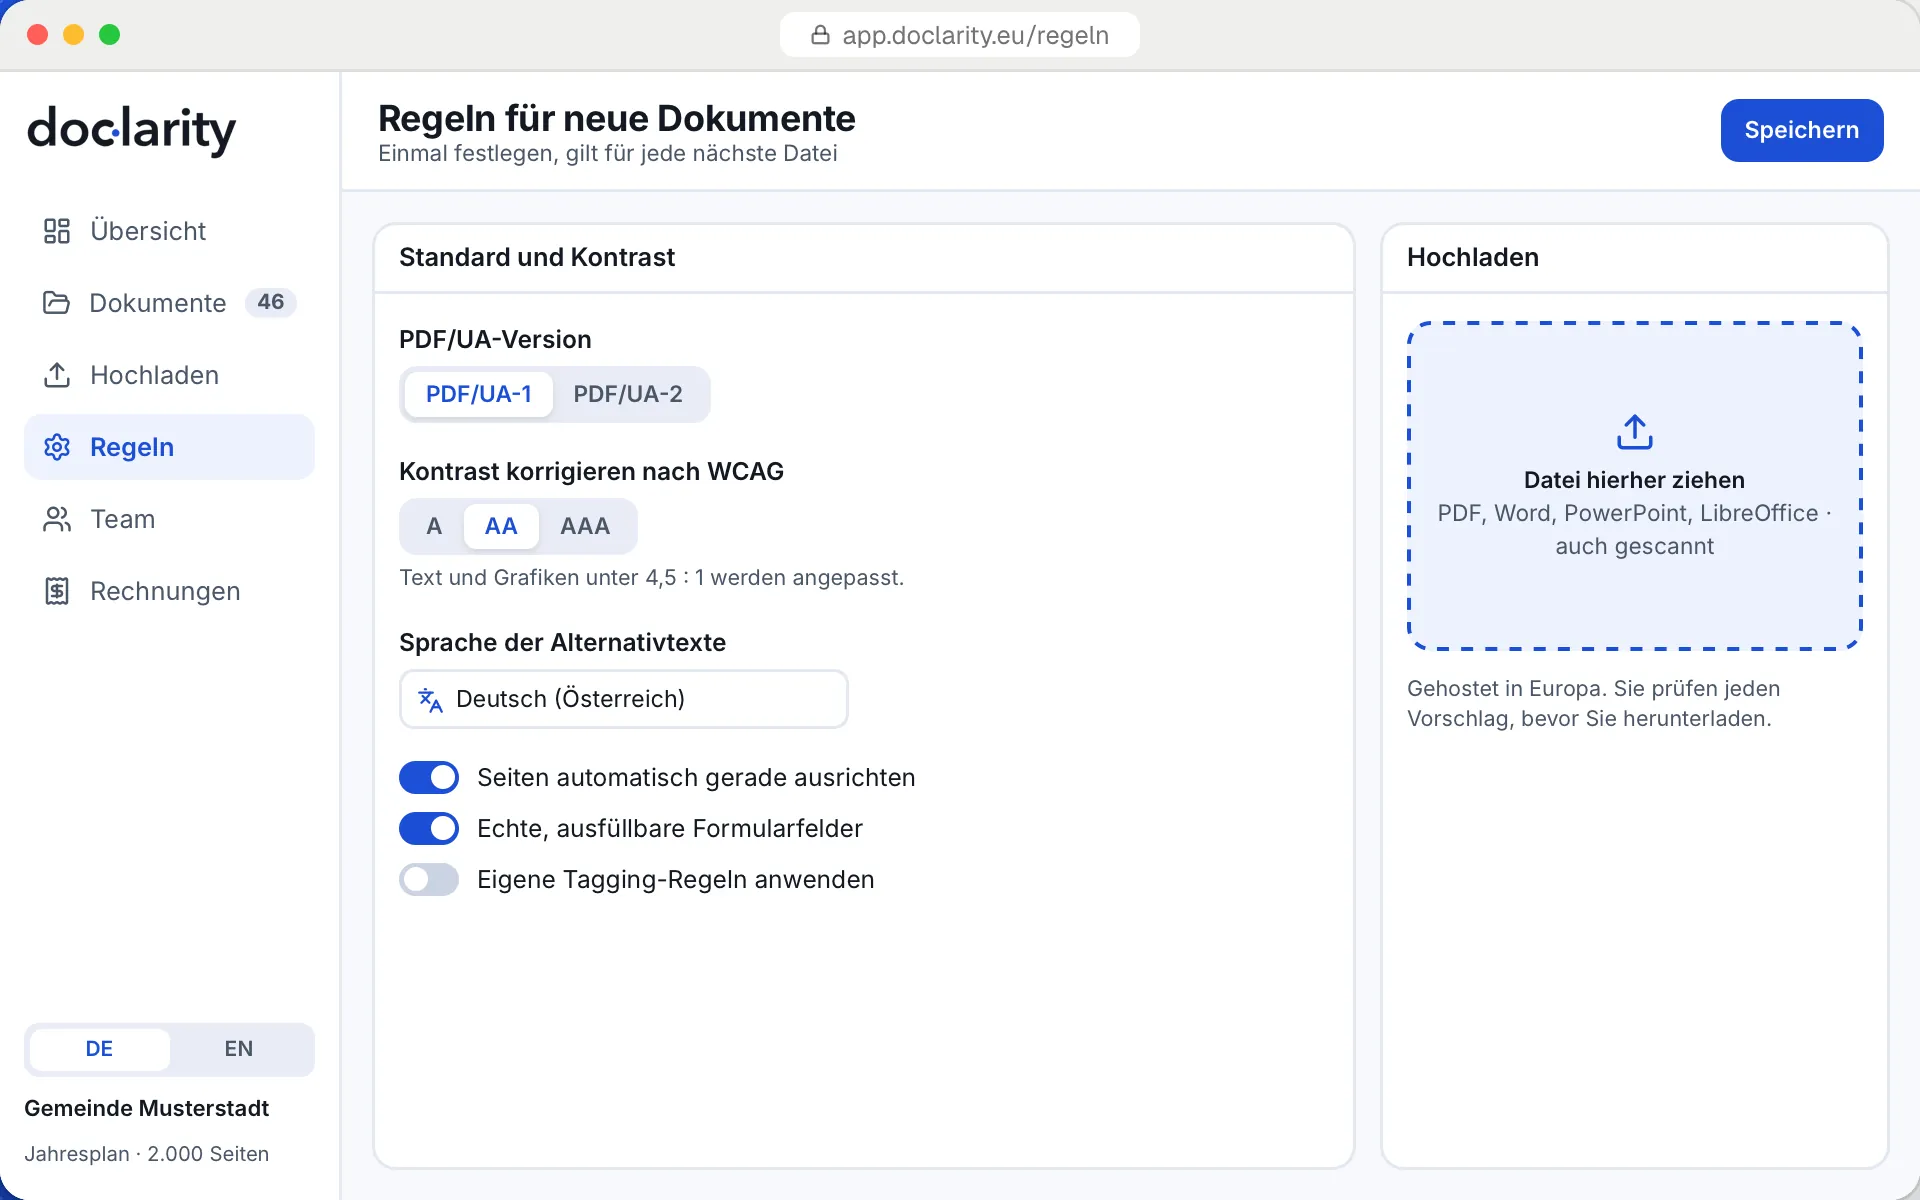 app.doclarity.eu/regeln
doc·larity
Übersicht
Dokumente 46
Hochladen
Regeln
Team
Rechnungen
DE EN
Gemeinde Musterstadt
Jahresplan · 2.000 Seiten
Regeln für neue Dokumente
Einmal festlegen, gilt für jede nächste Datei
Speichern
Standard und Kontrast
PDF/UA-Version
PDF/UA-1 PDF/UA-2
Kontrast korrigieren nach WCAG
A AA AAA
Text und Grafiken unter 4,5 : 1 werden angepasst.
Sprache der Alternativtexte
Deutsch (Österreich)
Seiten automatisch gerade ausrichten
Echte, ausfüllbare Formularfelder
Eigene Tagging-Regeln anwenden
Hochladen
Datei hierher ziehen
PDF, Word, PowerPoint, LibreOffice ·
auch gescannt
Gehostet in Europa. Sie prüfen jeden
Vorschlag, bevor Sie herunterladen.